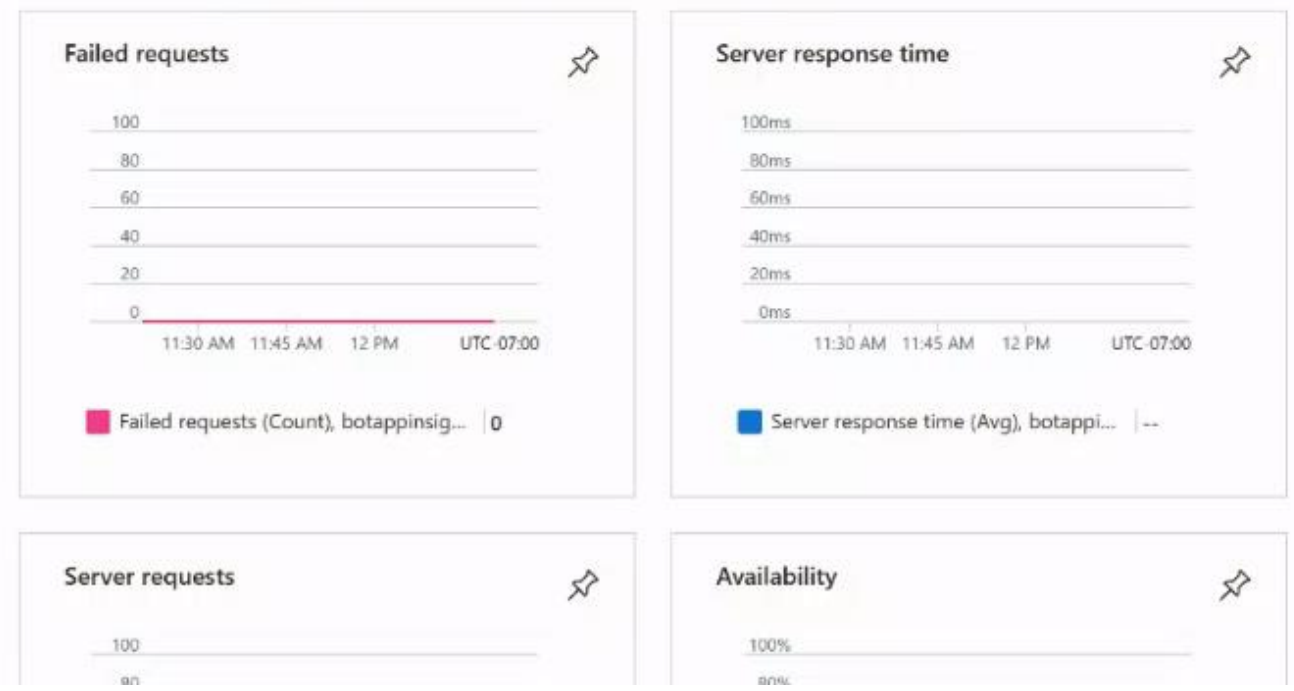 Failed requests
100
80
60
40
20
0
11:30 AM 11:45 AM 12 PM UTC-07:00
Failed requests (Count), botappinsig... 0
Server response time
100ms
80ms
60ms
40ms
20ms
0ms
11:30 AM 11:45 AM 12 PM UTC-07:00
Server response time (Avg), botappi... --
Server requests
100
80
Availability
100%
80%